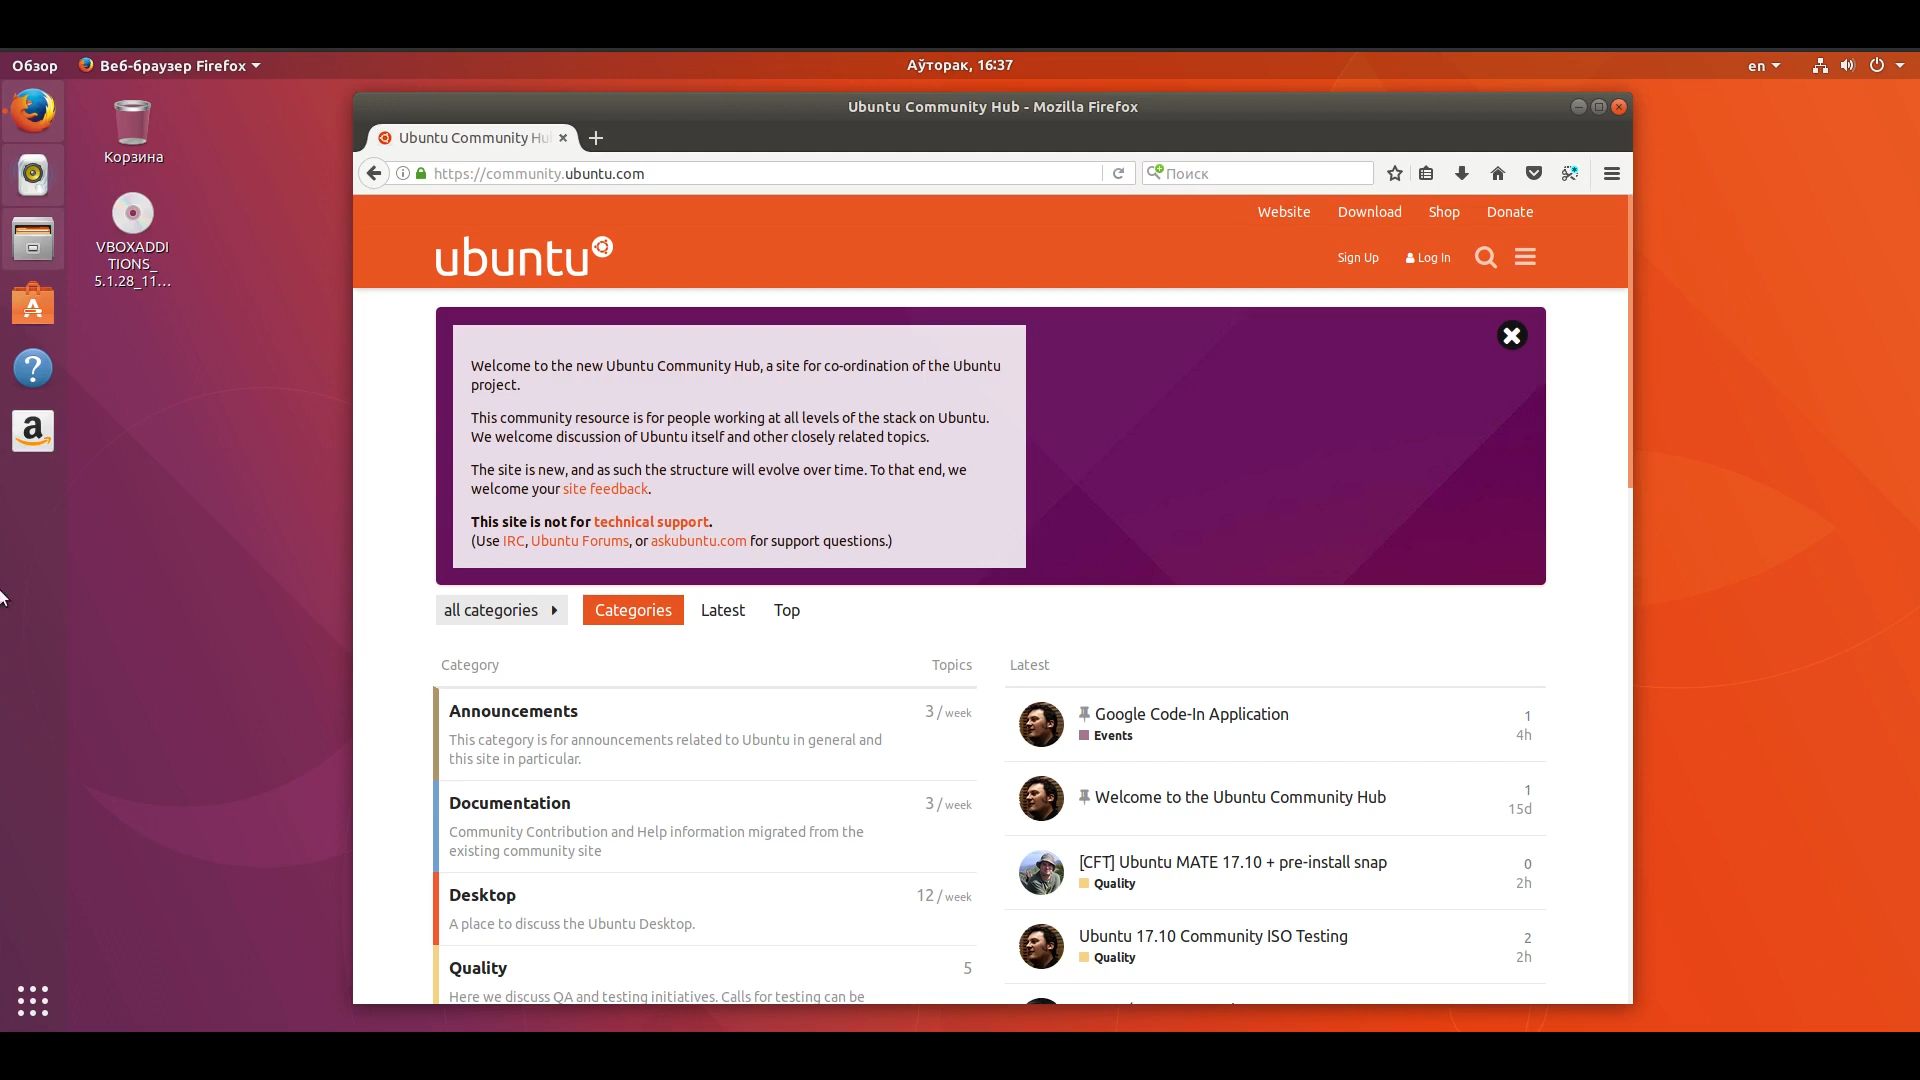 Обзор
Веб-браузер Firefox
Аўторак, 16:37
en
Корзина
VBOXADDI
TIONS_
5.1.28_11...
Ubuntu Community Hub - Mozilla Firefox
Ubuntu Community Hu
https://community.ubuntu.com
Поиск
Website
Download
Shop
Donate
ubuntu
Sign Up
Log In
Welcome to the new Ubuntu Community Hub, a site for co-ordination of the Ubuntu
project.
This community resource is for people working at all levels of the stack on Ubuntu.
We welcome discussion of Ubuntu itself and other closely related topics.
The site is new, and as such the structure will evolve over time. To that end, we
welcome your site feedback.
This site is not for technical support.
(Use IRC, Ubuntu Forums, or askubuntu.com for support questions.)
all categories
Categories
Latest
Top
Category
Topics
Announcements
3 / week
This category is for announcements related to Ubuntu in general and
this site in particular.
Documentation
3 / week
Community Contribution and Help information migrated from the
existing community site
Desktop
12 / week
A place to discuss the Ubuntu Desktop.
Quality
5
Here we discuss QA and testing initiatives. Calls for testing can be
Latest
Google Code-In Application
Events
1
4h
Welcome to the Ubuntu Community Hub
1
15d
[CFT] Ubuntu MATE 17.10 + pre-install snap
Quality
0
2h
Ubuntu 17.10 Community ISO Testing
Quality
2
2h